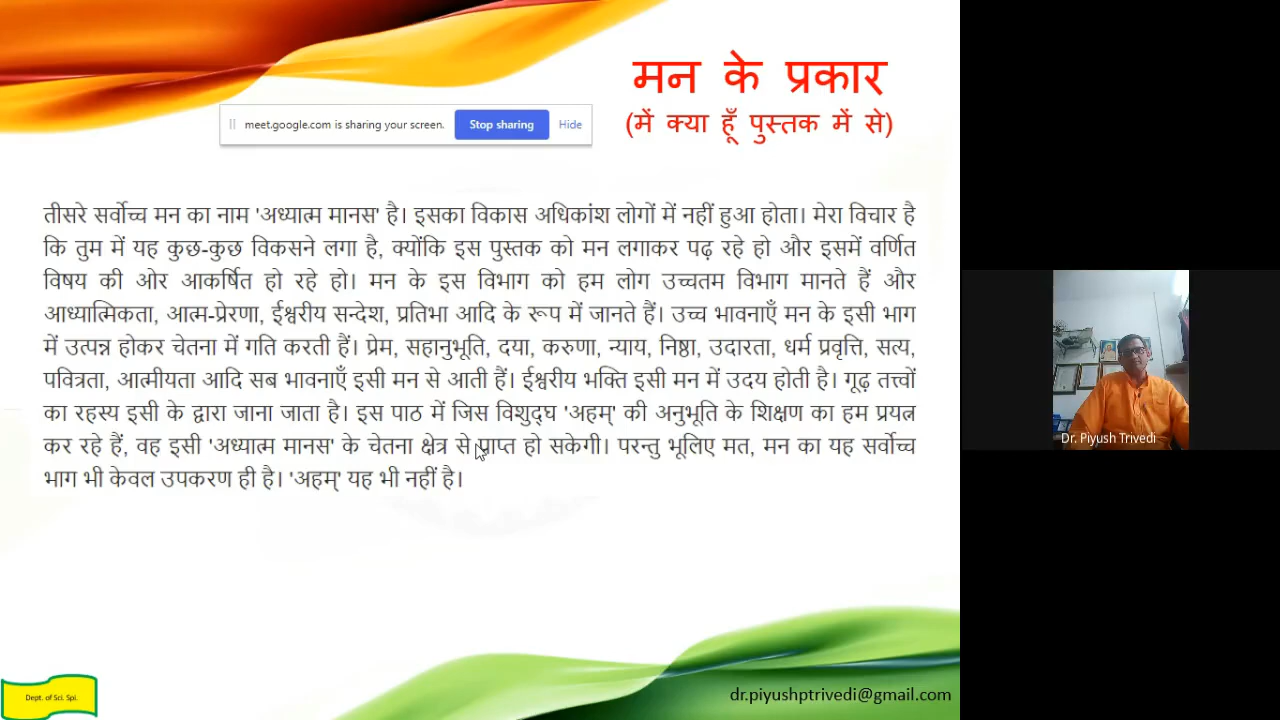 मन के प्रकार
(में क्या हूँ पुस्तक में से)
meet.google.com is sharing your screen.
Stop sharing
Hide
तीसरे सर्वोच्च मन का नाम 'अध्यात्म मानस' है। इसका विकास अधिकांश लोगों में नहीं हुआ होता। मेरा विचार है
कि तुम में यह कुछ-कुछ विकसने लगा है, क्योंकि इस पुस्तक को मन लगाकर पढ़ रहे हो और इसमें वर्णित
विषय की ओर आकर्षित हो रहे हो। मन के इस विभाग को हम लोग उच्चतम विभाग मानते हैं और
आध्यात्मिकता, आत्म-प्रेरणा, ईश्वरीय सन्देश, प्रतिभा आदि के रूप में जानते हैं। उच्च भावनाएँ मन के इसी भाग
में उत्पन्न होकर चेतना में गति करती हैं। प्रेम, सहानुभूति, दया, करुणा, न्याय, निष्ठा, उदारता, धर्म प्रवृत्ति, सत्य,
पवित्रता, आत्मीयता आदि सब भावनाएँ इसी मन से आती हैं। ईश्वरीय भक्ति इसी मन में उदय होती है। गूढ़ तत्त्वों
का रहस्य इसी के द्वारा जाना जाता है। इस पाठ में जिस विशुद्घ 'अहम्' की अनुभूति के शिक्षण का हम प्रयत्न
कर रहे हैं, वह इसी 'अध्यात्म मानस' के चेतना क्षेत्र से प्राप्त हो सकेगी। परन्तु भूलिए मत, मन का यह सर्वोच्च
भाग भी केवल उपकरण ही है। 'अहम्' यह भी नहीं है।
Dr. Piyush Trivedi
Dept. of Sci. Spi.
dr.piyushptrivedi@gmail.com